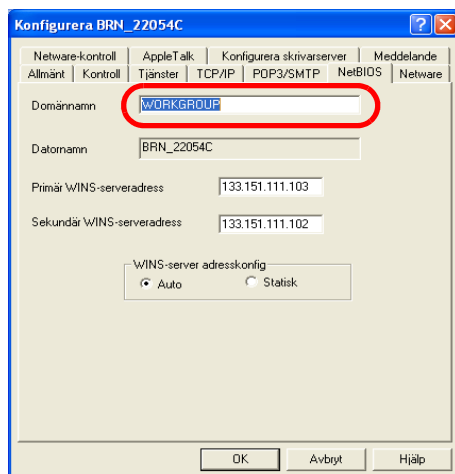 Konfigurera BRN_22054C
Netware-kontroll AppleTalk Konfigurera skrivarserver Meddelande
Allmänt Kontroll Tjänster TCP/IP POP3/SMTP NetBIOS Netware
Domännamn WORKGROUP
Datornamn BRN_22054C
Primär WINS-serveradress 133.151.111.103
Sekundär WINS-serveradress 133.151.111.102
WINS-server adresskonfig
Auto Statisk
OK Avbryt Hjälp